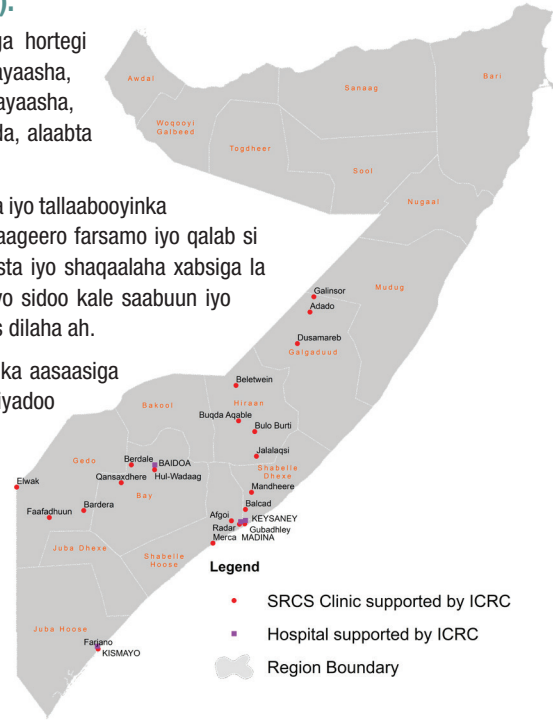 ).
ga hortegi
ayaasha,
ayaasha,
da, alaabta
a iyo tallaabooyinka
aageero farsamo iyo qalab si
sta iyo shaqaalaha xabsiga la
yo sidoo kale saabuun iyo
s dilaha ah.
ka aasaasiga
iyadoo
Awdal
Woqooyi
Galbeed
Togdheer
Sanaag
Bari
Sool
Nugaal
Mudug
Galinsor
Adado
Dusamareb
Galgaduud
Beletwein
Hiraan
Bakool
Buqda Aqable
Bulo Burti
Jalalaqsi
Shabelle
Dhexe
Gedo
Berdale
BAIDOA
Hul-Wadaag
Qansaxdhere
Bay
Elwak
Bardera
Faafadhuun
Mandheere
Balcad
Afgoi
KEYSANEY
Radar
Gubadhley
Merca
MADINA
Juba Dhexe
Shabelle
Hoose
Juba Hoose
Farjano
KISMAYO
Legend
SRCS Clinic supported by ICRC
Hospital supported by ICRC
Region Boundary